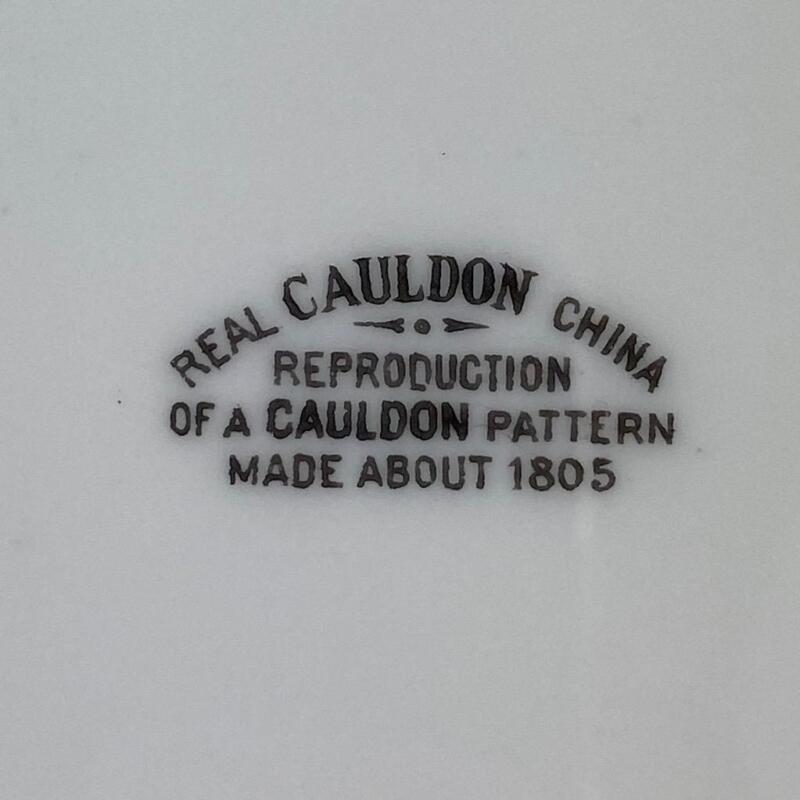 REAL CAULDON CHINA
REPRODUCTION
OF A CAULDON PATTERN
MADE ABOUT 1805